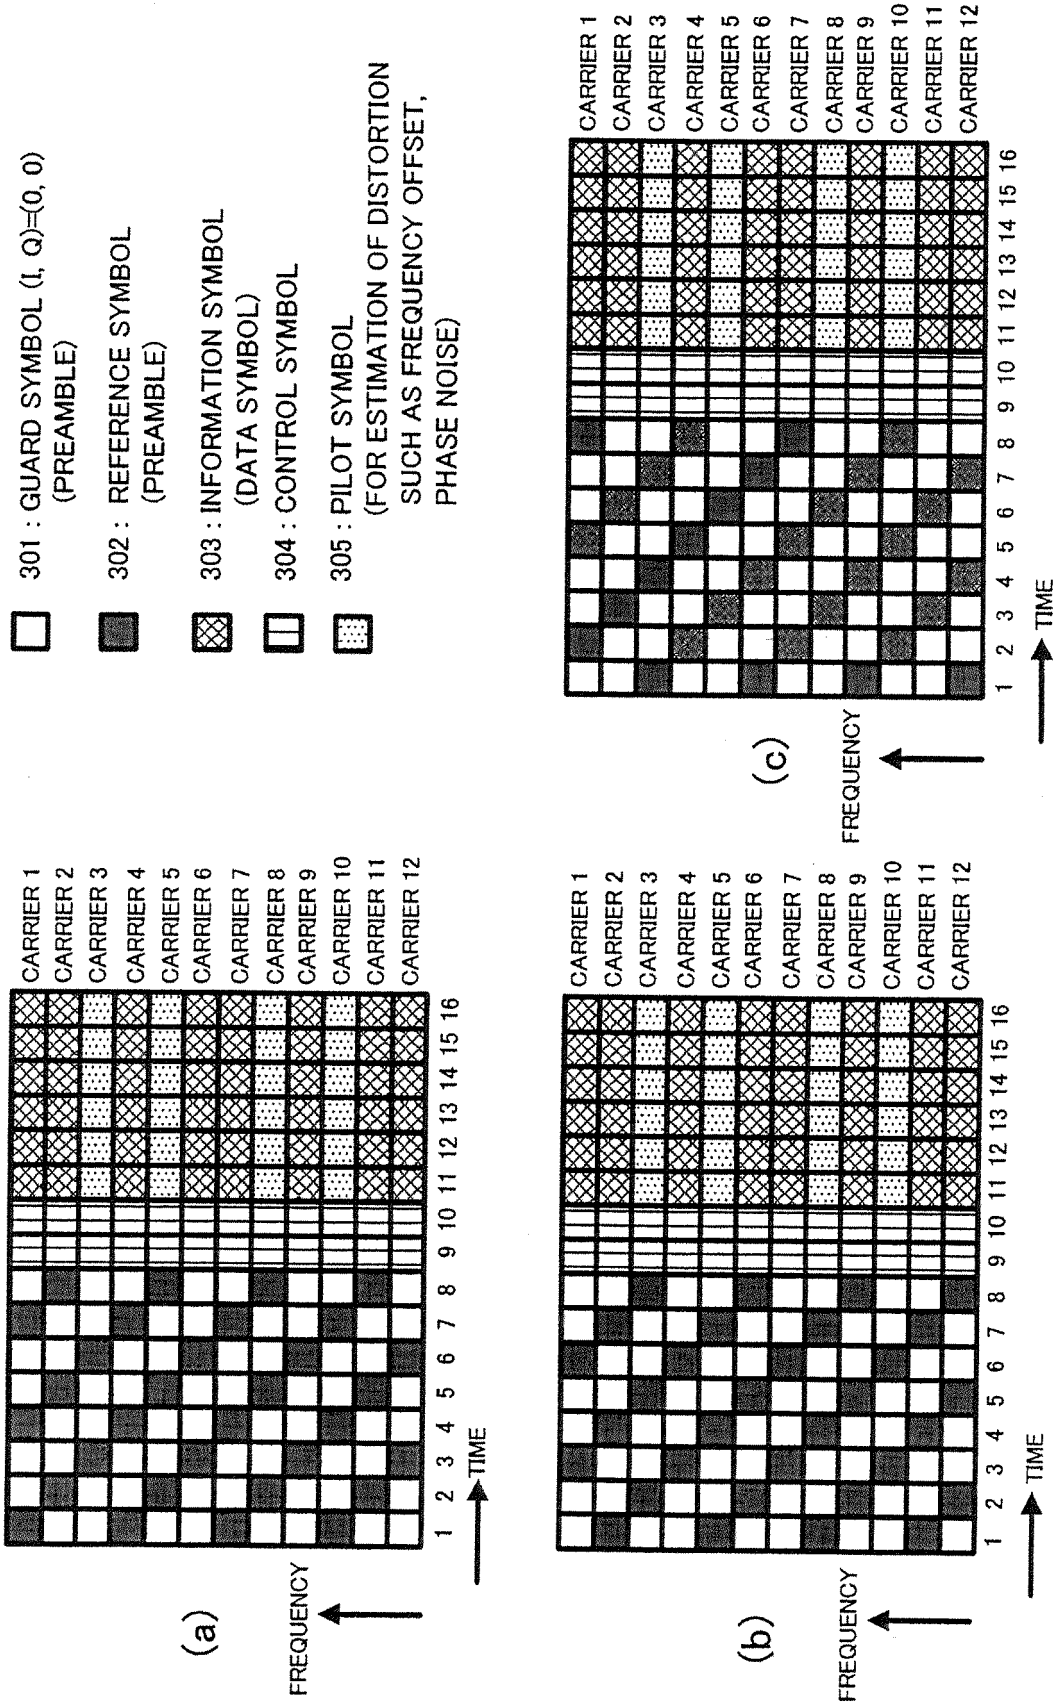 301 : GUARD SYMBOL (I, Q)=(0, 0)
(PREAMBLE)
302 : REFERENCE SYMBOL
(PREAMBLE)
303 : INFORMATION SYMBOL
(DATA SYMBOL)
304 : CONTROL SYMBOL
305 : PILOT SYMBOL
(FOR ESTIMATION OF DISTORTION
SUCH AS FREQUENCY OFFSET,
PHASE NOISE)
(a)
FREQUENCY
CARRIER 1
CARRIER 2
CARRIER 3
CARRIER 4
CARRIER 5
CARRIER 6
CARRIER 7
CARRIER 8
CARRIER 9
CARRIER 10
CARRIER 11
CARRIER 12
1 2 3 4 5 6 7 8 9 10 11 12 13 14 15 16
TIME
(b)
FREQUENCY
CARRIER 1
CARRIER 2
CARRIER 3
CARRIER 4
CARRIER 5
CARRIER 6
CARRIER 7
CARRIER 8
CARRIER 9
CARRIER 10
CARRIER 11
CARRIER 12
1 2 3 4 5 6 7 8 9 10 11 12 13 14 15 16
TIME
(c)
FREQUENCY
CARRIER 1
CARRIER 2
CARRIER 3
CARRIER 4
CARRIER 5
CARRIER 6
CARRIER 7
CARRIER 8
CARRIER 9
CARRIER 10
CARRIER 11
CARRIER 12
1 2 3 4 5 6 7 8 9 10 11 12 13 14 15 16
TIME